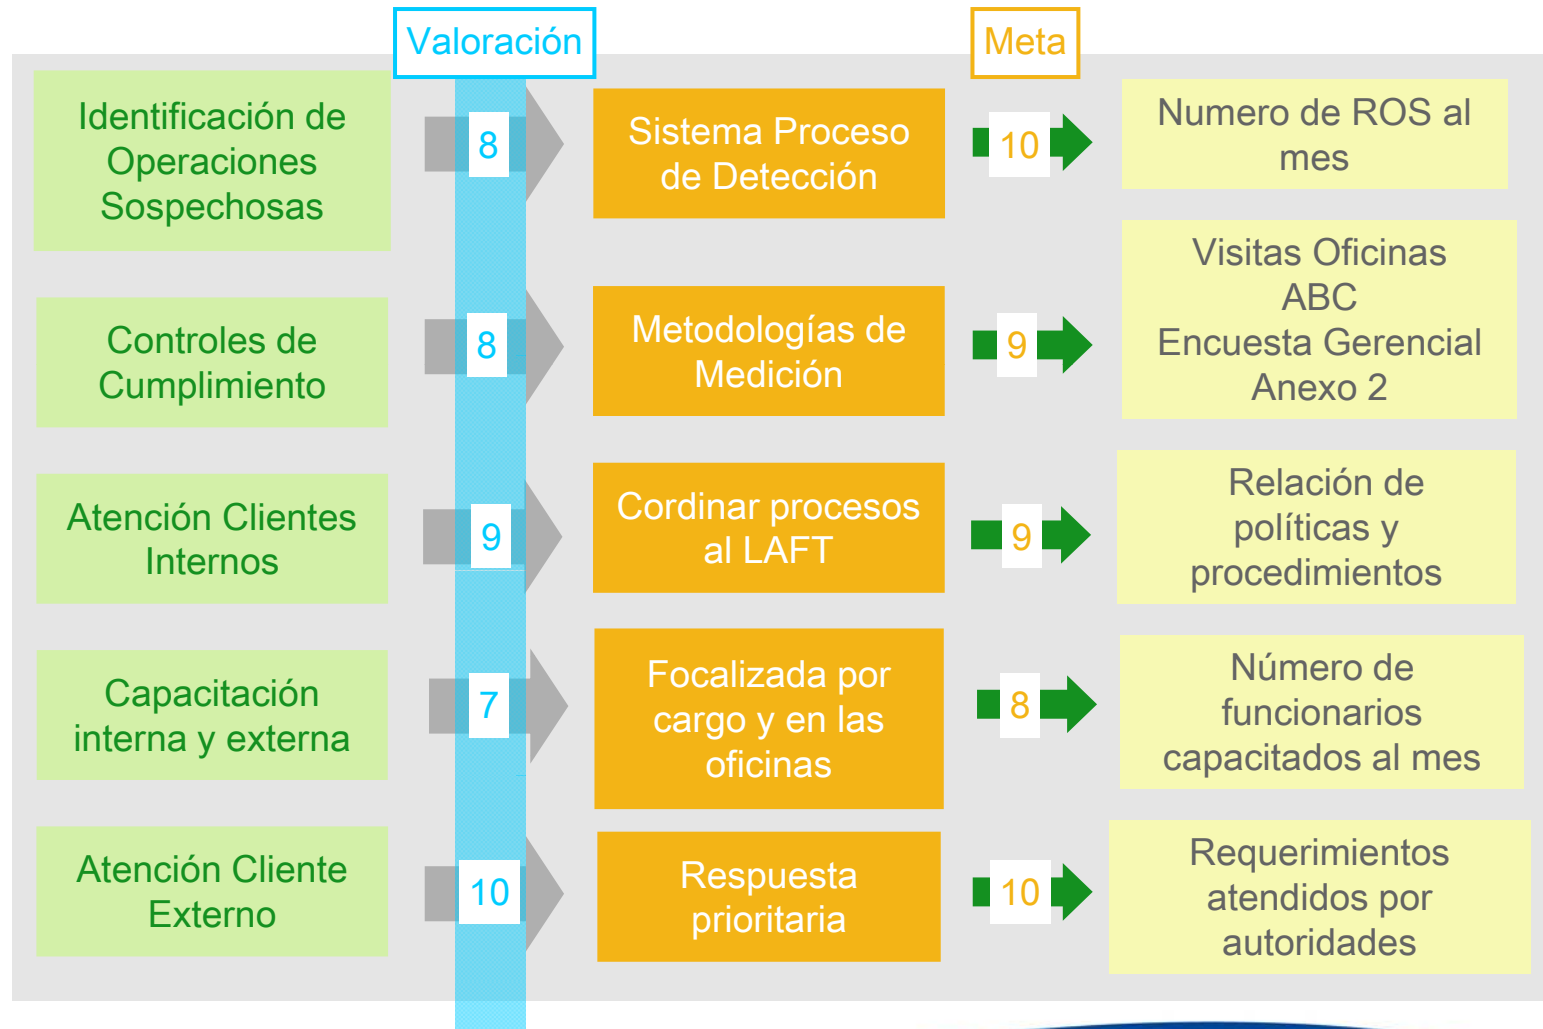 Valoración
Meta
Identificación de
Operaciones
Sospechosas
8
Sistema Proceso
de Detección
10
Numero de ROS al
mes
Controles de
Cumplimiento
8
Metodologías de
Medición
9
Visitas Oficinas
ABC
Encuesta Gerencial
Anexo 2
Atención Clientes
Internos
9
Cordinar procesos
al LAFT
9
Relación de
políticas y
procedimientos
Capacitación
interna y externa
7
Focalizada por
cargo y en las
oficinas
8
Número de
funcionarios
capacitados al mes
Atención Cliente
Externo
10
Respuesta
prioritaria
10
Requerimientos
atendidos por
autoridades